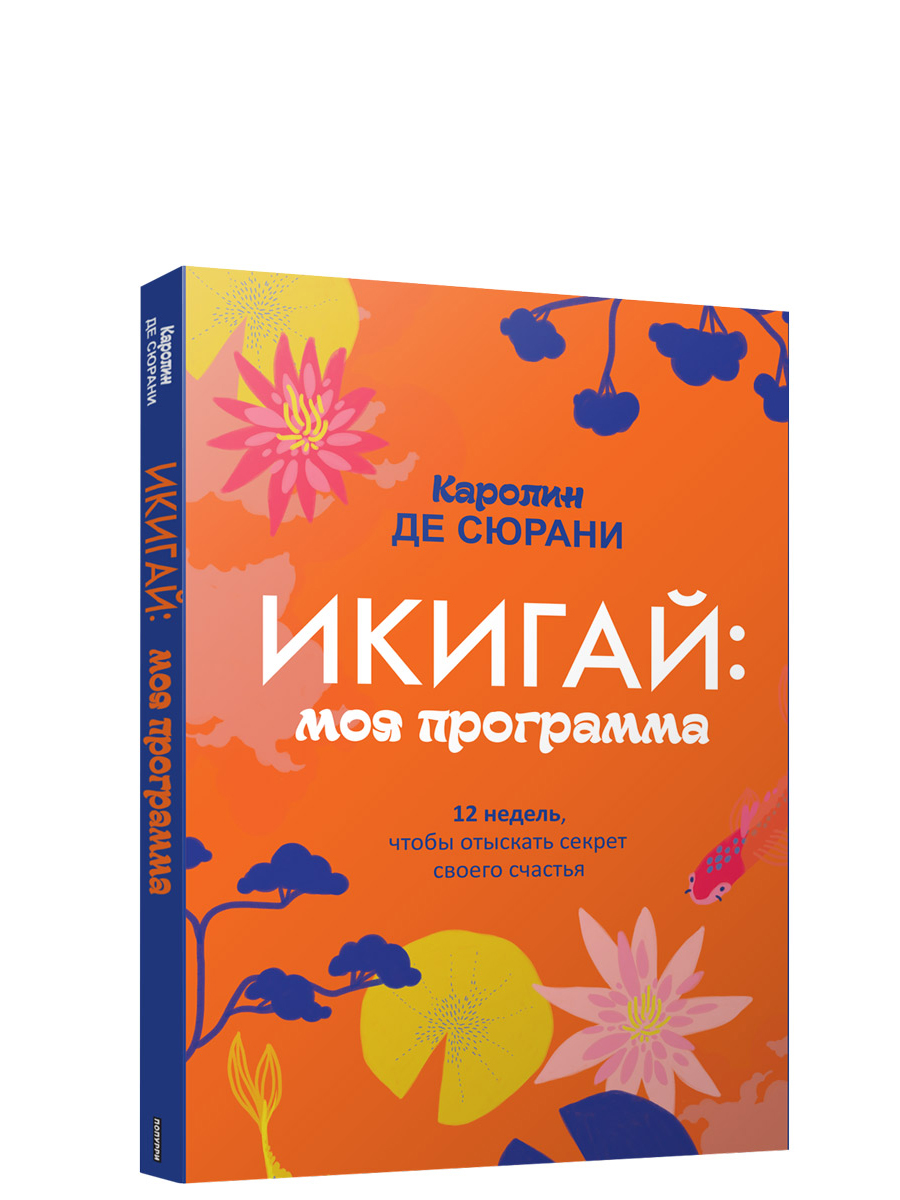 Каролин
ДЕ СЮРАНИ
ИКИГАЙ:
моя программа
12 недель,
чтобы отыскать секрет
своего счастья
Каролин
ДЕ СЮРАНИ
ИКИГАЙ: моя программа
ПОПУРРИ